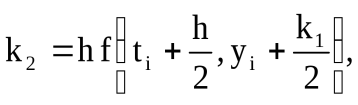 k₂ = h f ( tᵢ + h/2 , yᵢ + k₁/2 ) ,